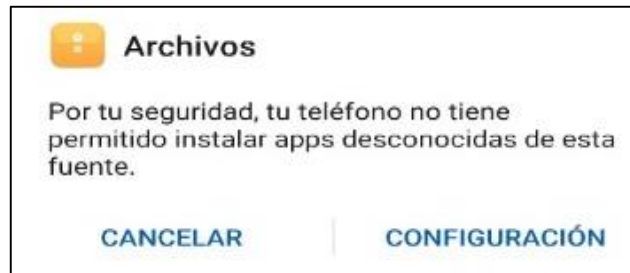 Archivos
Por tu seguridad, tu teléfono no tiene
permitido instalar apps desconocidas de esta
fuente.
CANCELAR CONFIGURACIÓN